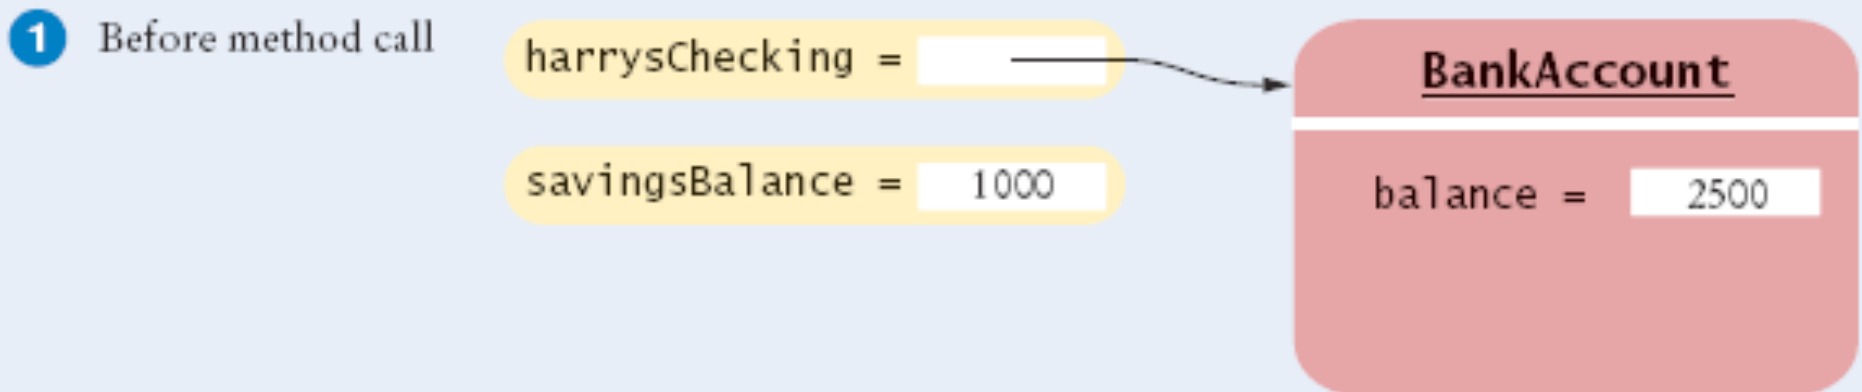 1 Before method call
harrysChecking =
BankAccount
savingsBalance = 1000
balance = 2500